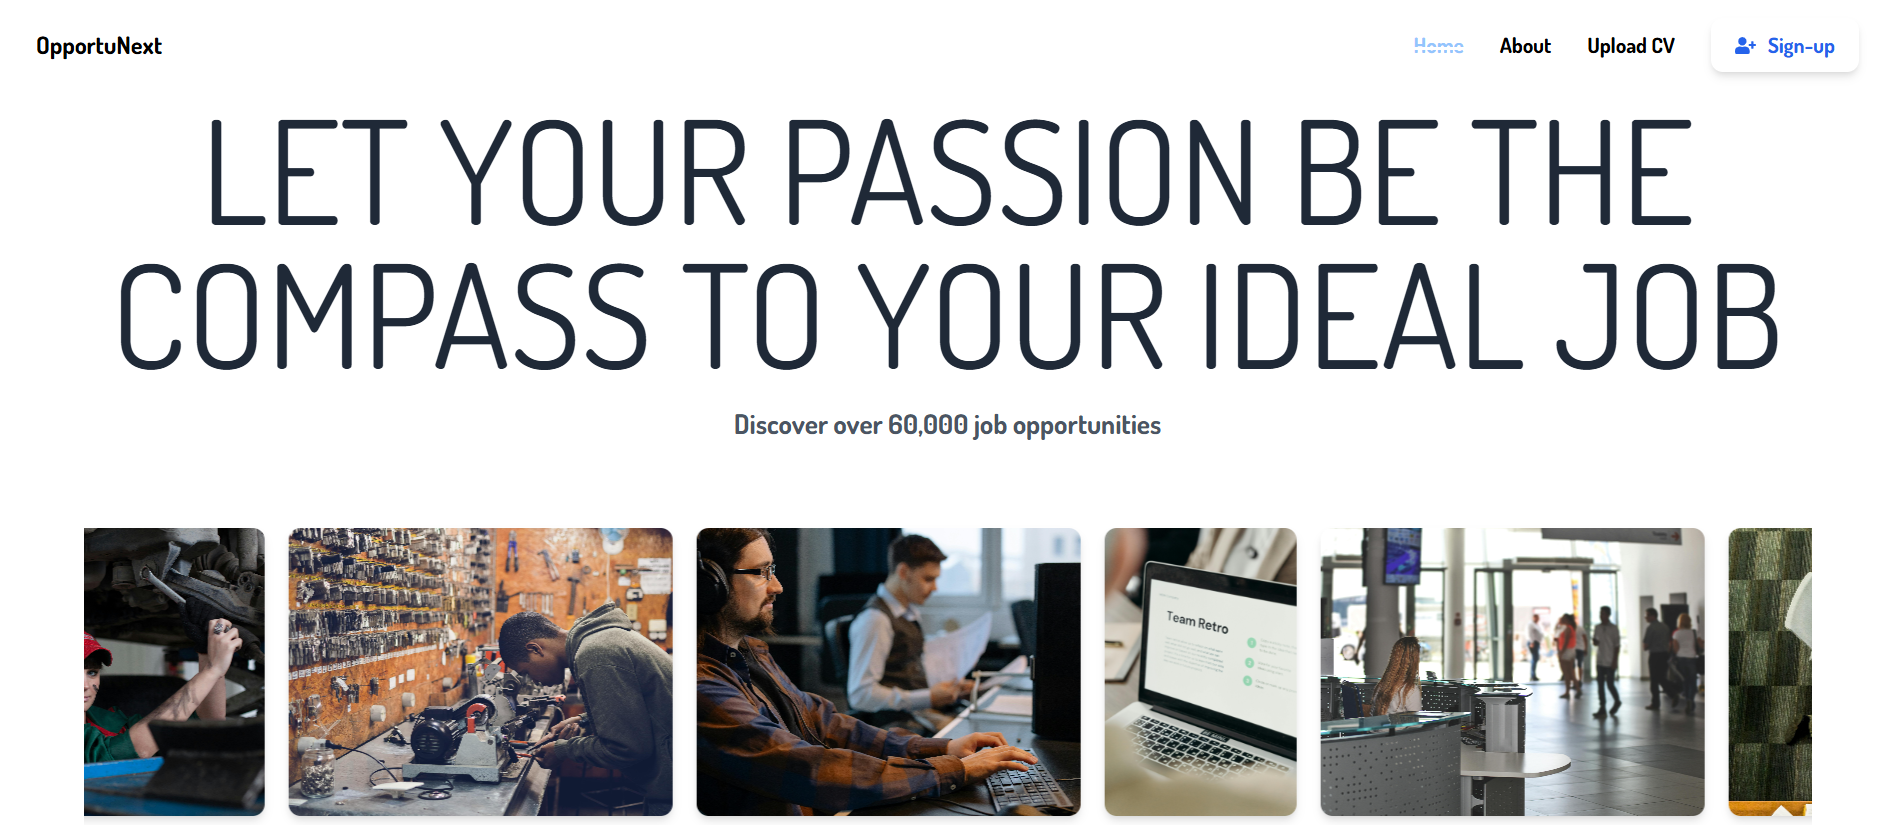 OpportuNext
Home
About
Upload CV
Sign-up
LET YOUR PASSION BE THE
COMPASS TO YOUR IDEAL JOB
Discover over 60,000 job opportunities
Team Retro